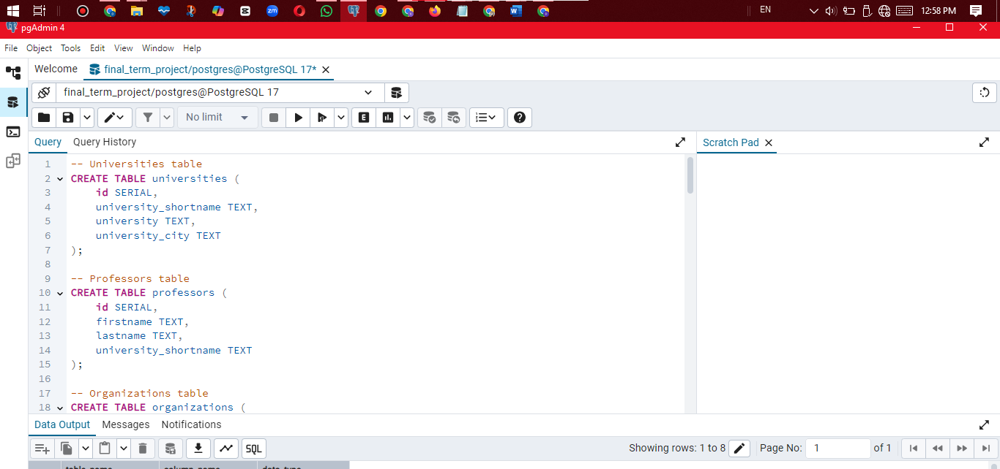 EN
12:58 PM
pgAdmin 4
File Object Tools Edit View Window Help
Welcome
final_term_project/postgres@PostgreSQL 17*
final_term_project/postgres@PostgreSQL 17
No limit
Query
Query History
Scratch Pad
1 -- Universities table
2 CREATE TABLE universities (
3 id SERIAL,
4 university_shortname TEXT,
5 university TEXT,
6 university_city TEXT
7 );
8
9 -- Professors table
10 CREATE TABLE professors (
11 id SERIAL,
12 firstname TEXT,
13 lastname TEXT,
14 university_shortname TEXT
15 );
16
17 -- Organizations table
18 CREATE TABLE organizations (
Data Output Messages Notifications
SQL
Showing rows: 1 to 8
Page No: 1 of 1
table_name column_name data_type